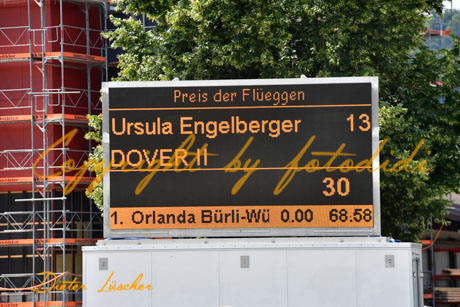 Preis der Flüeggen
Ursula Engelberger 13
DOVER II
Copyright by fotodidi
30
1. Orlanda Bürli-Wü 0.00 68.58
Dieter Lüscher